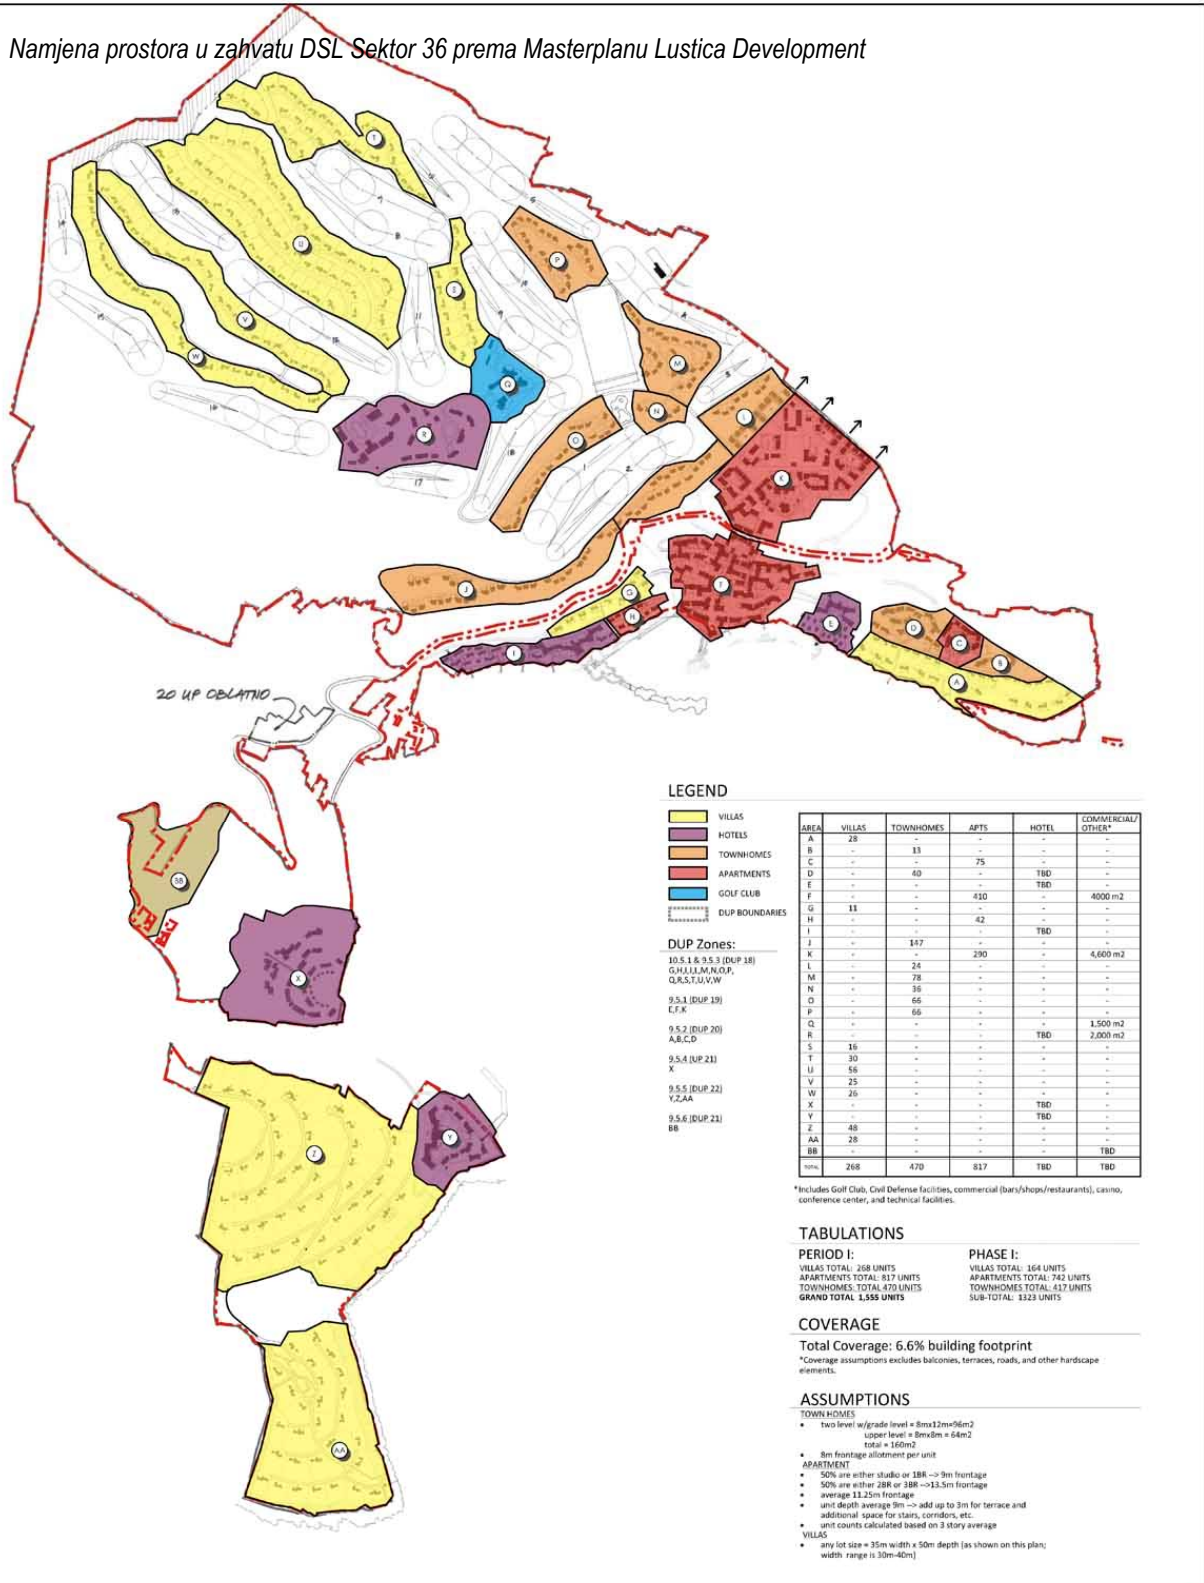 Namjena prostora u zahvatu DSL Sektor 36 prema Masterplanu Lustica Development
T
U
P
S
V
M
W
Q
N
L
R
O
K
F
J
G
H
E
D
C
I
B
A
20 UP OBLATNO
BB
X
Y
Z
AA
LEGEND
VILLAS
HOTELS
TOWNHOMES
APARTMENTS
GOLF CLUB
DUP BOUNDARIES
DUP Zones:
10.5.1 & 9.5.3 (DUP 18)
G,H,I,J,L,M,N,O,P,
Q,R,S,T,U,V,W
9.5.1 (DUP 19)
E,F,K
9.5.2 (DUP 20)
A,B,C,D
9.5.4 (UP 21)
X
9.5.5 (DUP 22)
Y,Z,AA
9.5.6 (DUP 21)
BB
AREA VILLAS TOWNHOMES APTS HOTEL COMMERCIAL/ OTHER*
A 28 - - - -
B - 13 - - -
C - - 75 - -
D - 40 - TBD -
E - - - TBD -
F - - 410 - 4000 m2
G 11 - - - -
H - - 42 - -
I - - - TBD -
J - 147 - - -
K - - 290 - 4,600 m2
L - 24 - - -
M - 78 - - -
N - 36 - - -
O - 66 - - -
P - 66 - - -
Q - - - - 1,500 m2
R - - - TBD 2,000 m2
S 16 - - - -
T 30 - - - -
U 56 - - - -
V 25 - - - -
W 26 - - - -
X - - - TBD -
Y - - - TBD -
Z 48 - - - -
AA 28 - - - -
BB - - - - TBD
TOTAL 268 470 817 TBD TBD
*Includes Golf Club, Civil Defense facilities, commercial (bars/shops/restaurants), casino,
conference center, and technical facilities.
TABULATIONS
PERIOD I:
VILLAS TOTAL: 268 UNITS
APARTMENTS TOTAL: 817 UNITS
TOWNHOMES: TOTAL 470 UNITS
GRAND TOTAL 1,555 UNITS
PHASE I:
VILLAS TOTAL: 164 UNITS
APARTMENTS TOTAL: 742 UNITS
TOWNHOMES TOTAL: 417 UNITS
SUB-TOTAL: 1323 UNITS
COVERAGE
Total Coverage: 6.6% building footprint
*Coverage assumptions excludes balconies, terraces, roads, and other hardscape
elements.
ASSUMPTIONS
TOWN HOMES
• two level w/grade level = 8mx12m=96m2
upper level = 8mx8m = 64m2
total = 160m2
• 8m frontage allotment per unit
APARTMENT
• 50% are either studio or 1BR --> 9m frontage
• 50% are either 2BR or 3BR -->13.5m frontage
• average 11.25m frontage
• unit depth average 9m --> add up to 3m for terrace and
additional space for stairs, corridors, etc.
• unit counts calculated based on 3 story average
VILLAS
• any lot size = 35m width x 50m depth (as shown on this plan;
width range is 30m-40m)